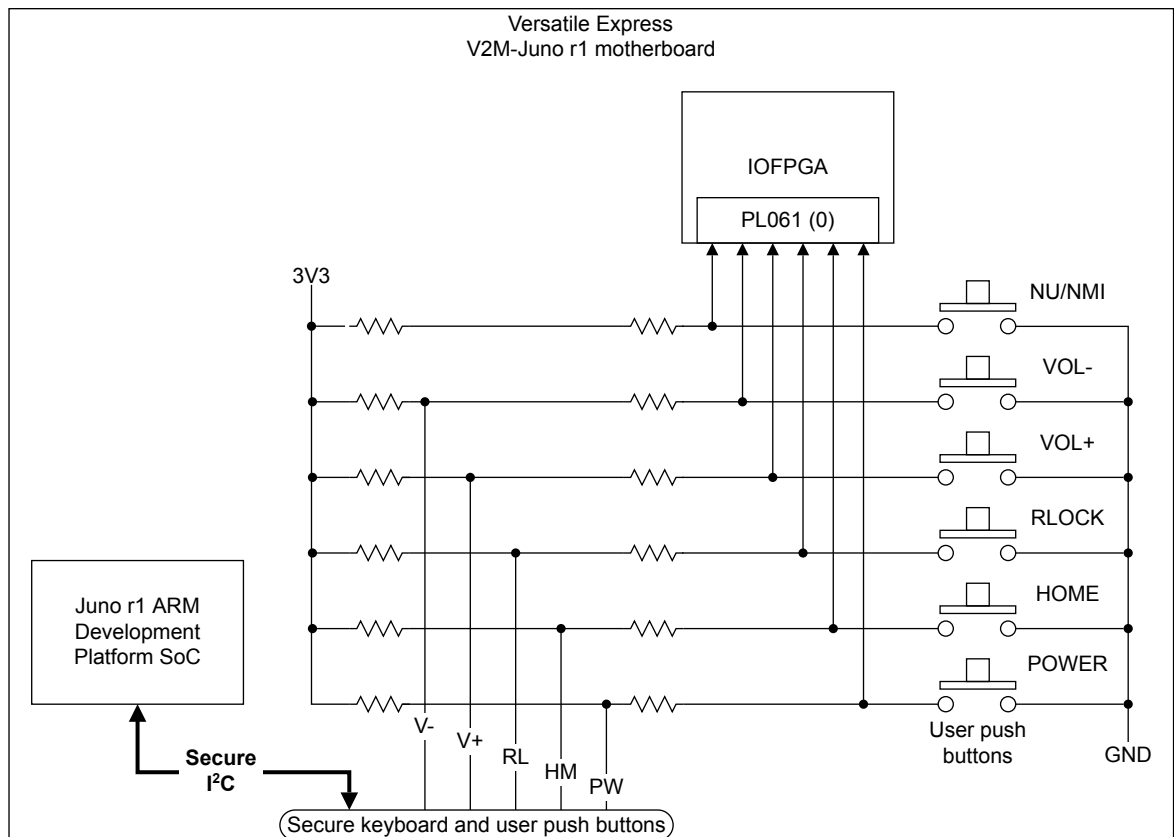 Versatile Express
V2M-Juno r1 motherboard
IOFPGA
PL061 (0)
3V3
NU/NMI
VOL-
VOL+
RLOCK
HOME
POWER
Juno r1 ARM
Development
Platform SoC
User push
buttons
GND
V-
V+
RL
HM
PW
Secure
I²C
Secure keyboard and user push buttons